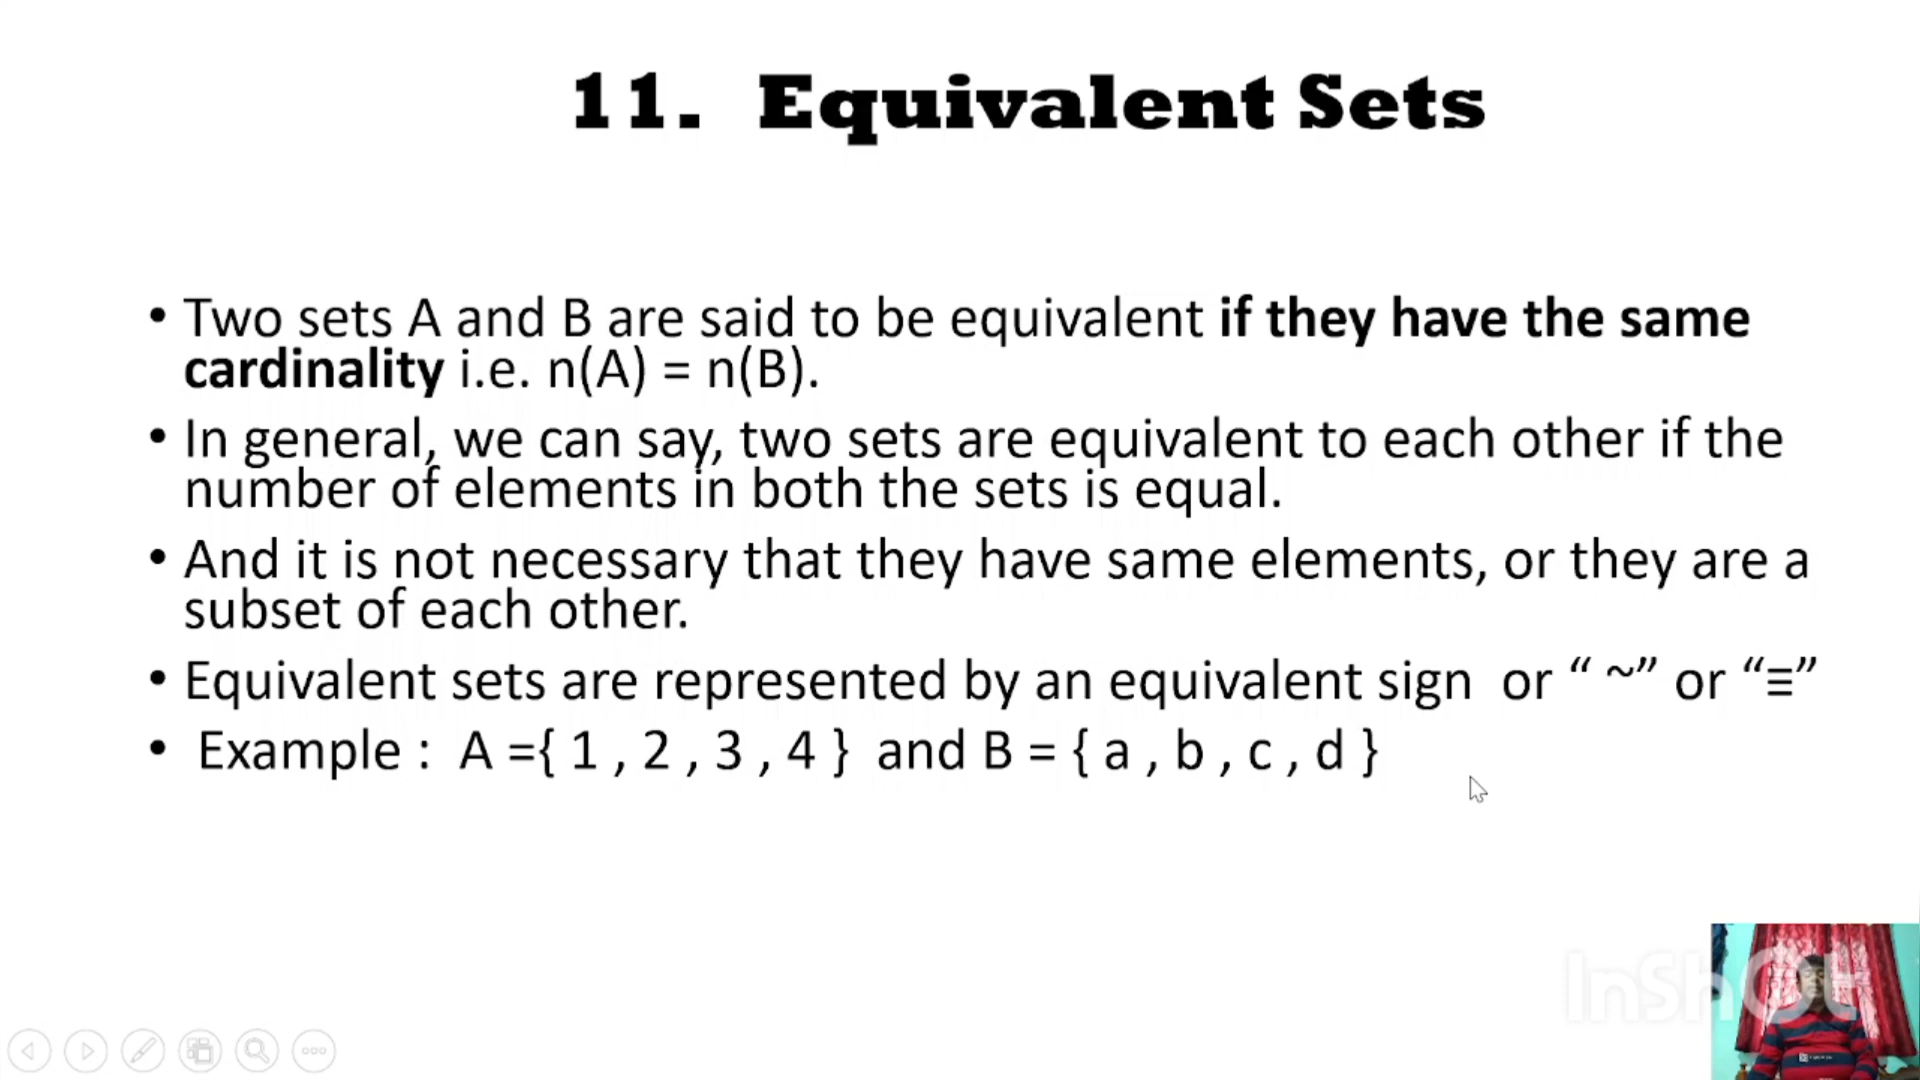 11. Equivalent Sets
• Two sets A and B are said to be equivalent if they have the same
cardinality i.e. n(A) = n(B).
• In general, we can say, two sets are equivalent to each other if the
number of elements in both the sets is equal.
• And it is not necessary that they have same elements, or they are a
subset of each other.
• Equivalent sets are represented by an equivalent sign or “ ~” or “≡”
• Example : A ={ 1 , 2 , 3 , 4 } and B = { a , b , c , d }
InShOt